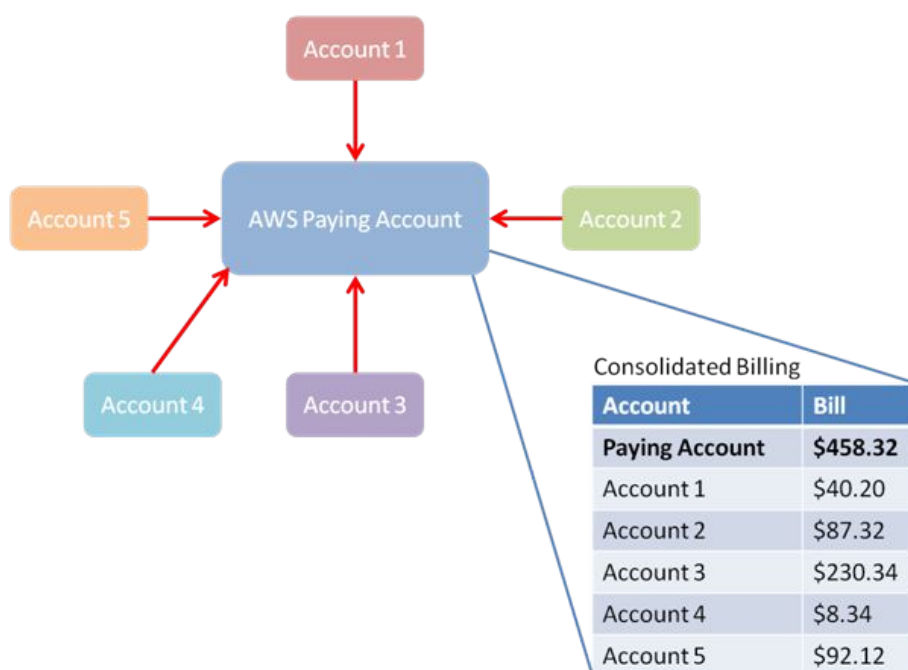 Account 1
Account 5
AWS Paying Account
Account 2
Account 4
Account 3
Consolidated Billing
Account Bill
Paying Account $458.32
Account 1 $40.20
Account 2 $87.32
Account 3 $230.34
Account 4 $8.34
Account 5 $92.12